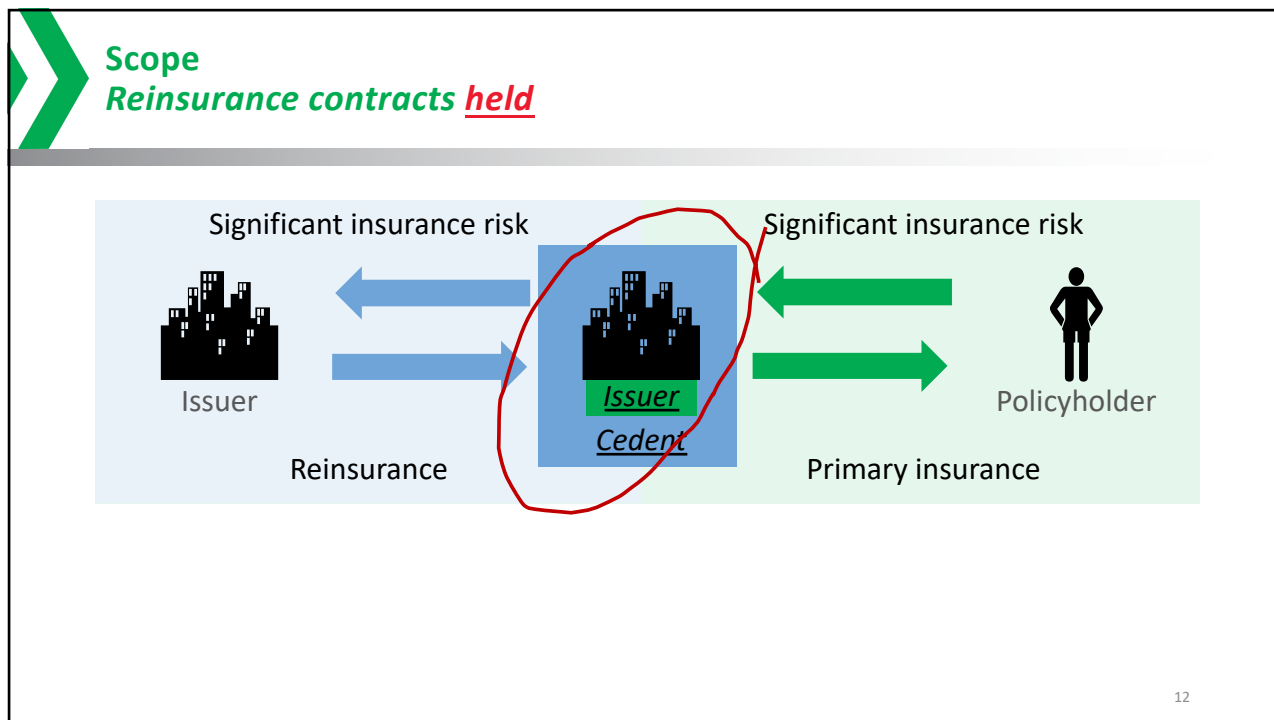 Scope
Reinsurance contracts held
Significant insurance risk
Significant insurance risk
Issuer
Issuer
Cedent
Policyholder
Reinsurance
Primary insurance
12